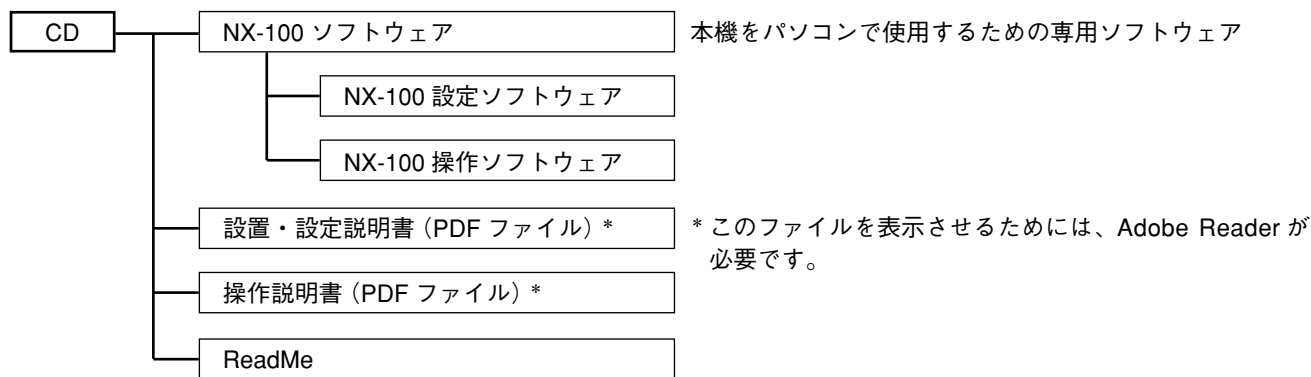 CD
NX-100 ソフトウェア 本機をパソコンで使用するための専用ソフトウェア
NX-100 設定ソフトウェア
NX-100 操作ソフトウェア
設置・設定説明書(PDF ファイル)*
* このファイルを表示させるためには、Adobe Reader が
必要です。
操作説明書(PDF ファイル)*
ReadMe